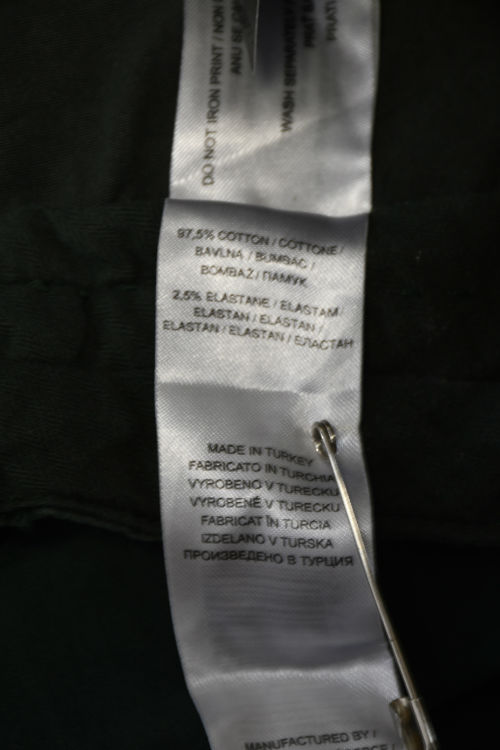 DO NOT IRON PRINT / NON
ANU SE
WASH SEPARATELY /
97,5% COTTON / COTTONE /
BAVLNA / BUMBAC /
BOMBAŽ / ПАМУК
2,5% ELASTANE / ELASTAM/
ELASTAN / ELASTAN /
ELASTAN / ELASTAN / ЕЛАСТАН
MADE IN TURKEY
FABRICATO IN TURCHIA
VYROBENO V TURECKU
VYROBENÉ V TURECKU
FABRICAT ÎN TURCIA
IZDELANO V TURSKA
ПРОИЗВЕДЕНО В ТУРЦИЯ
MANUFACTURED BY /